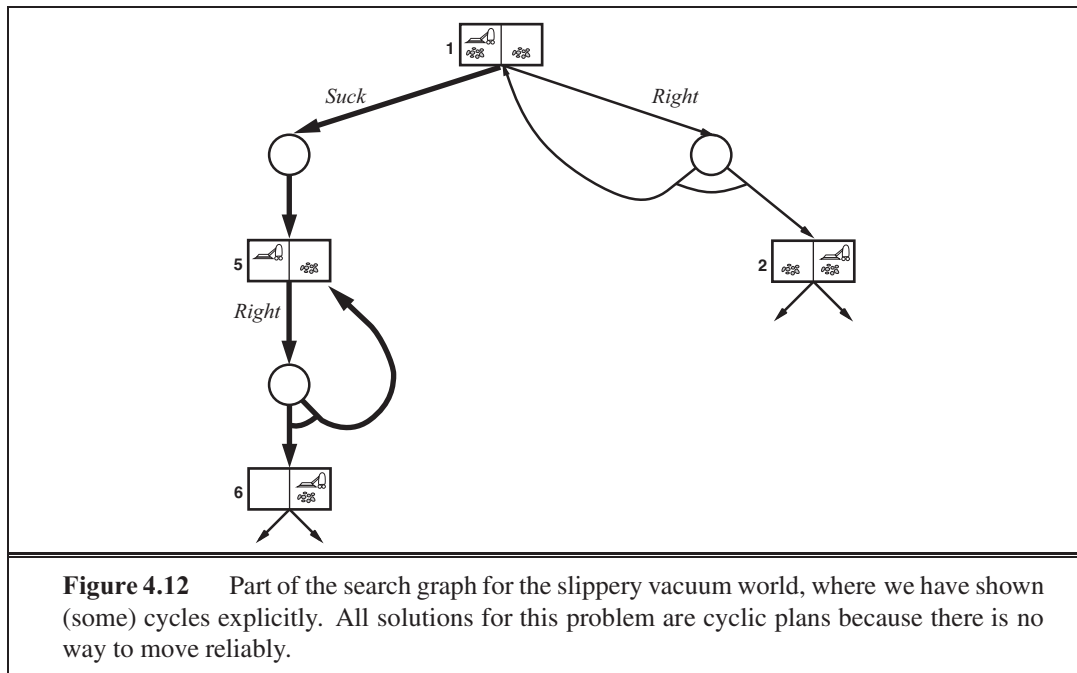 1
Suck
Right
5
2
Right
6
Figure 4.12 Part of the search graph for the slippery vacuum world, where we have shown
(some) cycles explicitly. All solutions for this problem are cyclic plans because there is no
way to move reliably.